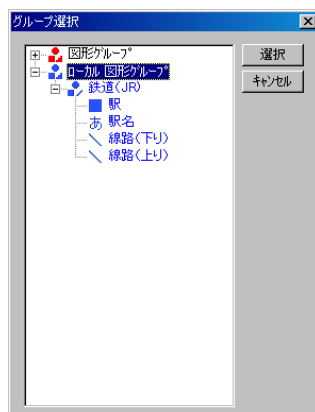 グループ選択
図形グループ
選択
ローカル 図形グループ
キャンセル
鉄道(JR)
駅
あ 駅名
線路(下り)
線路(上り)